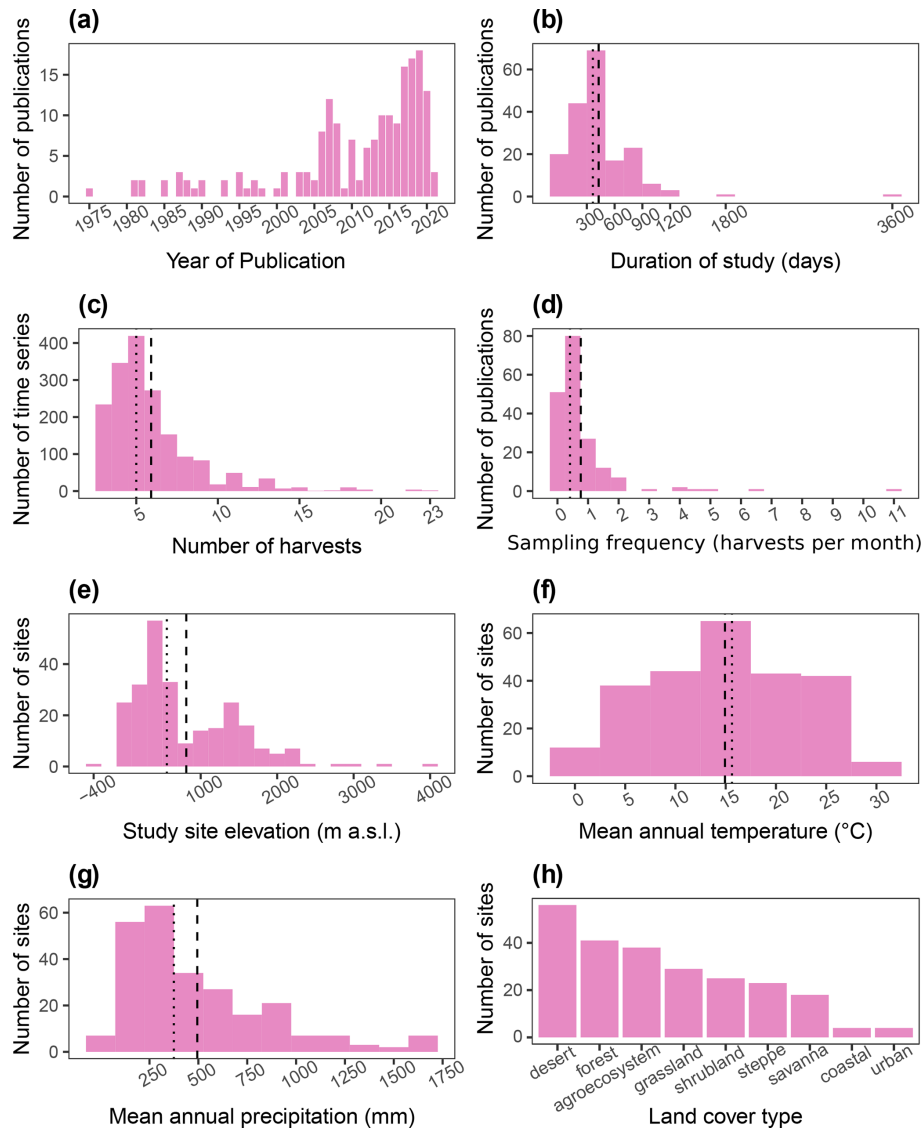 (a)
Number of publications
15
10
5
0
1975
1980
1985
1990
1995
2000
2005
2010
2015
2020
Year of Publication
(b)
Number of publications
60
40
20
0
300
600
900
1200
1800
3600
Duration of study (days)
(c)
Number of time series
400
300
200
100
0
5
10
15
20
23
Number of harvests
(d)
Number of publications
80
60
40
20
0
0
1
2
3
4
5
6
7
8
9
10
11
Sampling frequency (harvests per month)
(e)
Number of sites
40
20
0
−400
1000
2000
3000
4000
Study site elevation (m a.s.l.)
(f)
Number of sites
60
40
20
0
0
5
10
15
20
25
30
Mean annual temperature (°C)
(g)
Number of sites
60
40
20
0
250
500
750
1000
1250
1500
1750
Mean annual precipitation (mm)
(h)
Number of sites
40
20
0
desert
forest
agroecosystem
grassland
shrubland
steppe
savanna
coastal
urban
Land cover type